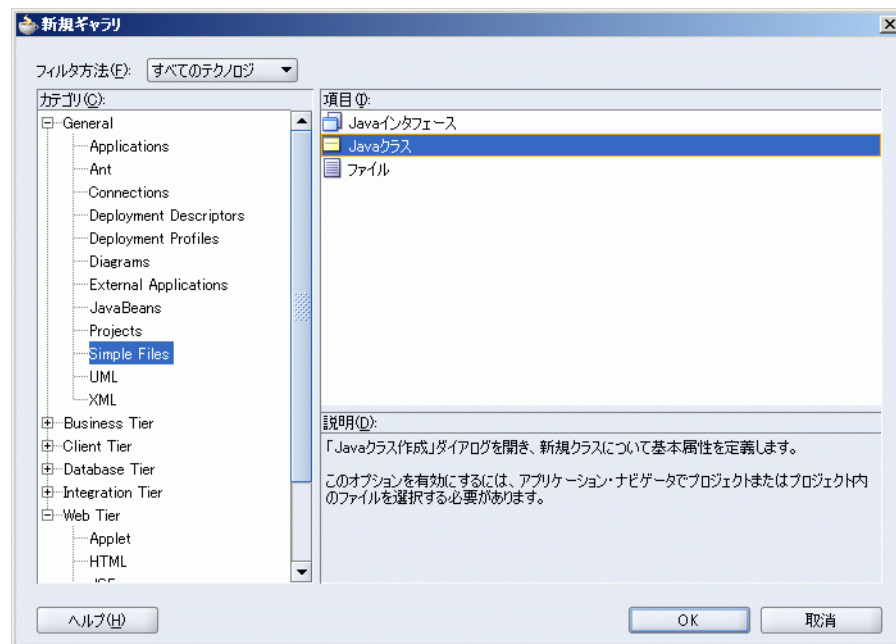 新規ギャラリ
フィルタ方法(F): すべてのテクノロジ
カテゴリ(C):
General
Applications
Ant
Connections
Deployment Descriptors
Deployment Profiles
Diagrams
External Applications
JavaBeans
Projects
Simple Files
UML
XML
Business Tier
Client Tier
Database Tier
Integration Tier
Web Tier
Applet
HTML
項目(I):
Javaインタフェース
Javaクラス
ファイル
説明(D):
「Javaクラス作成」ダイアログを開き、新規クラスについて基本属性を定義します。
このオプションを有効にするには、アプリケーション・ナビゲータでプロジェクトまたはプロジェクト内
のファイルを選択する必要があります。
ヘルプ(H)
OK
取消